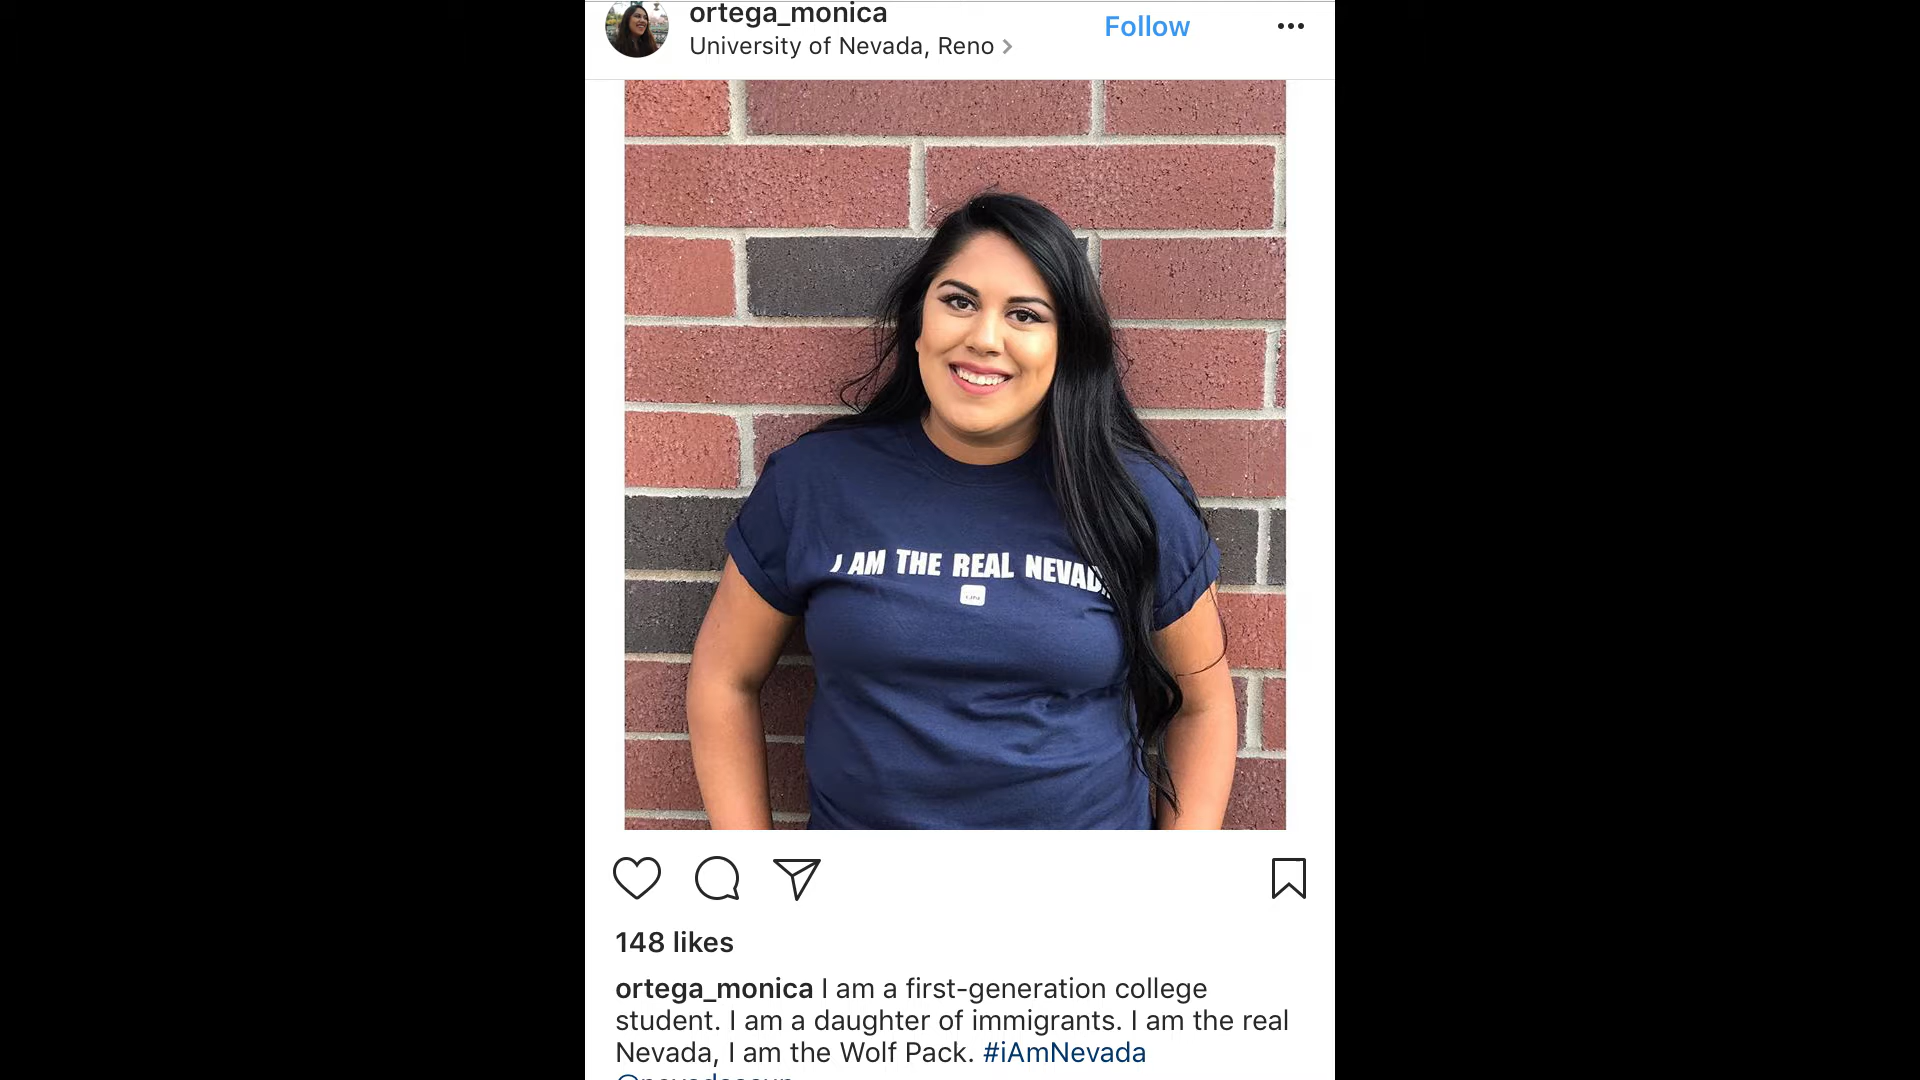 ortega_monica
Follow
University of Nevada, Reno
I AM THE REAL NEVAD
148 likes
ortega_monica I am a first-generation college
student. I am a daughter of immigrants. I am the real
Nevada, I am the Wolf Pack. #iAmNevada